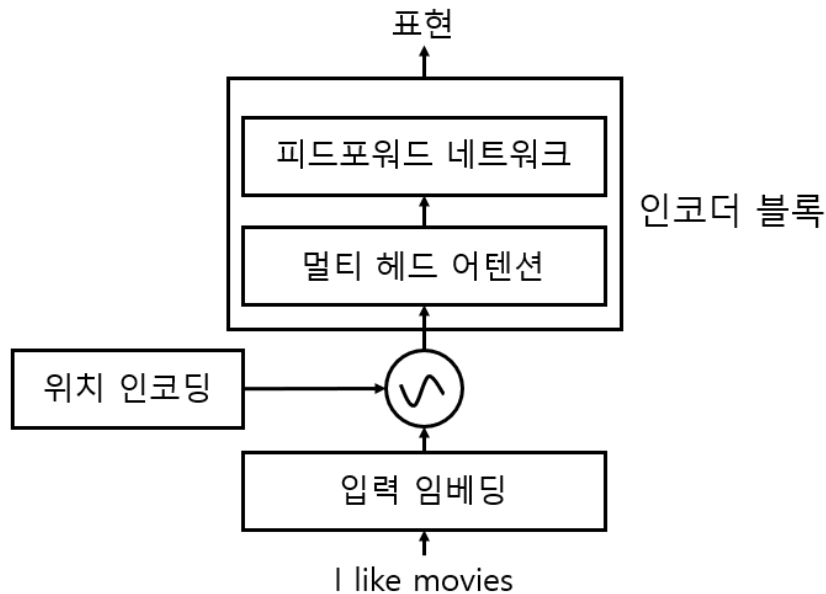 표현
피드포워드 네트워크
인코더 블록
멀티 헤드 어텐션
위치 인코딩
입력 임베딩
I like movies